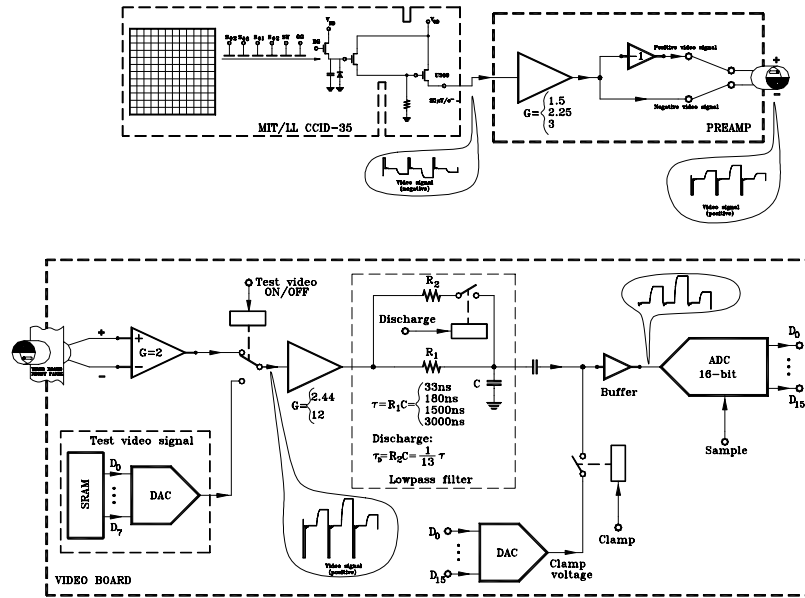 MIT/LL CCID-35
G= 1.5
2.25
3
-1
Positive video signal
Negative video signal
+
−
PREAMP
Video signal
(negative)
Video signal
(positive)
Test video
ON/OFF
R2
Discharge
R1
+
−
+
−
G=2
G= 2.44
12
C
τ=R1C= 33ns
180ns
1500ns
3000ns
Discharge:
τD=R2C= 1/13 τ
Lowpass filter
Buffer
ADC
16-bit
D0
D15
Sample
Test video signal
SRAM
D0
D7
DAC
Video signal
(positive)
D0
D15
DAC
Clamp
voltage
Clamp
VIDEO BOARD